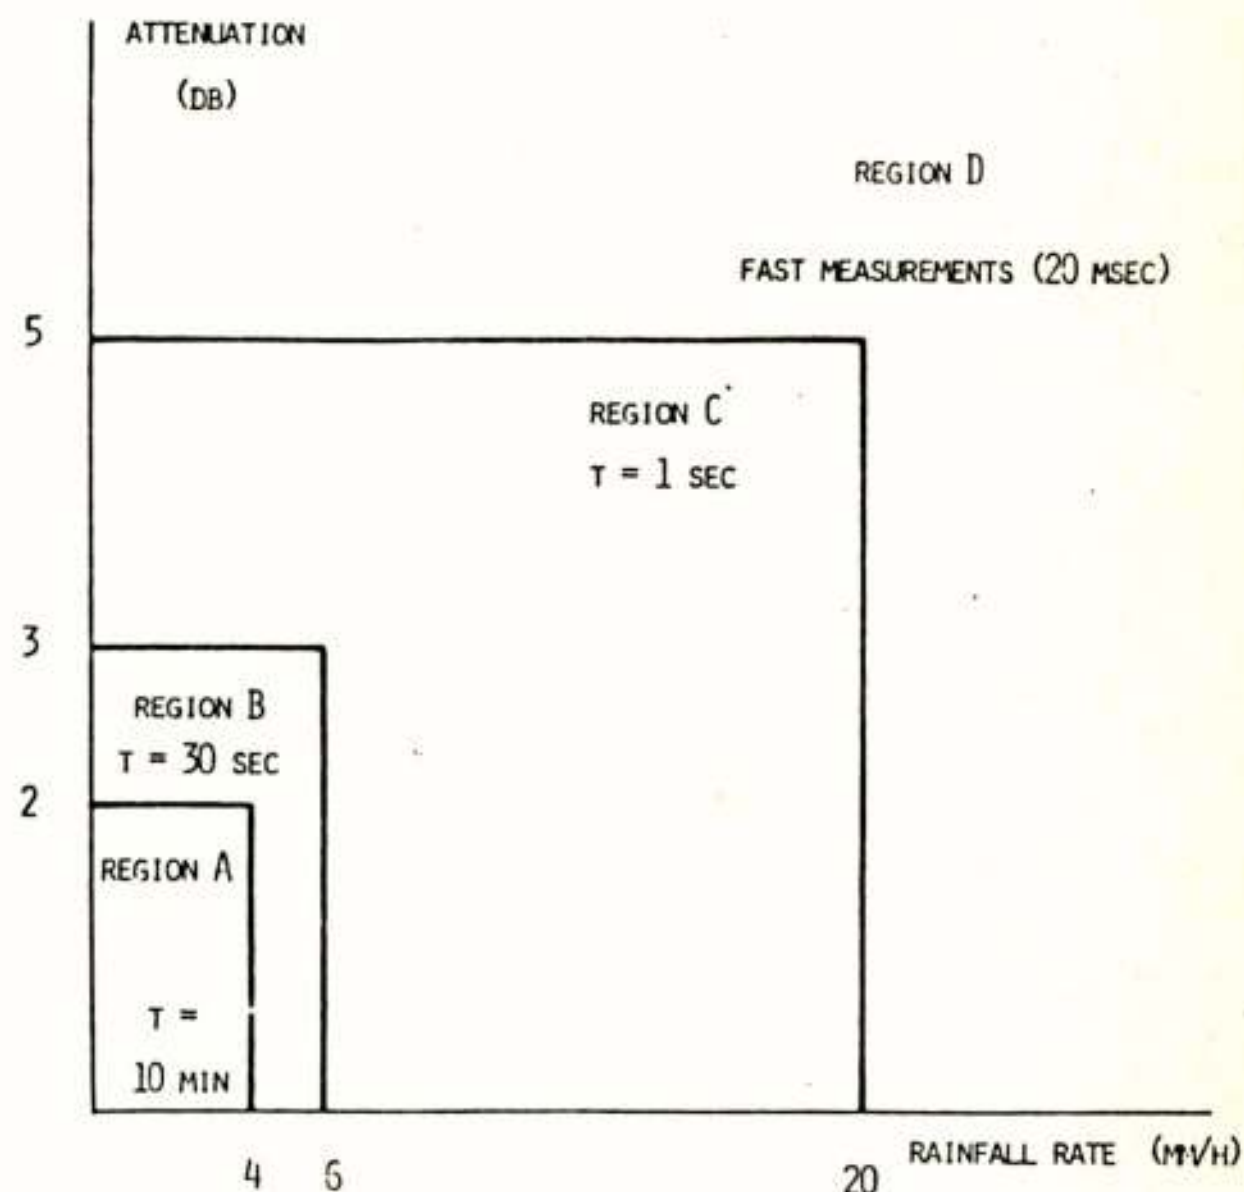 ATTENUATION
(DB)
REGION D
FAST MEASUREMENTS (20 MSEC)
5
REGION C
T = 1 SEC
3
REGION B
T = 30 SEC
2
REGION A
T =
10 MIN
4 6 20
RAINFALL RATE (MM/H)